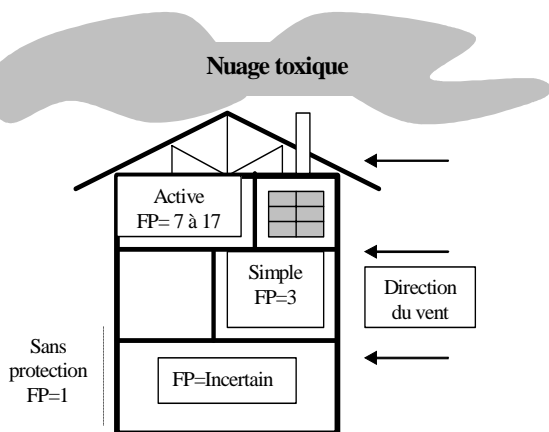 Nuage toxique
Active
FP= 7 à 17
Simple
FP=3
Direction
du vent
Sans
protection
FP=1
FP=Incertain